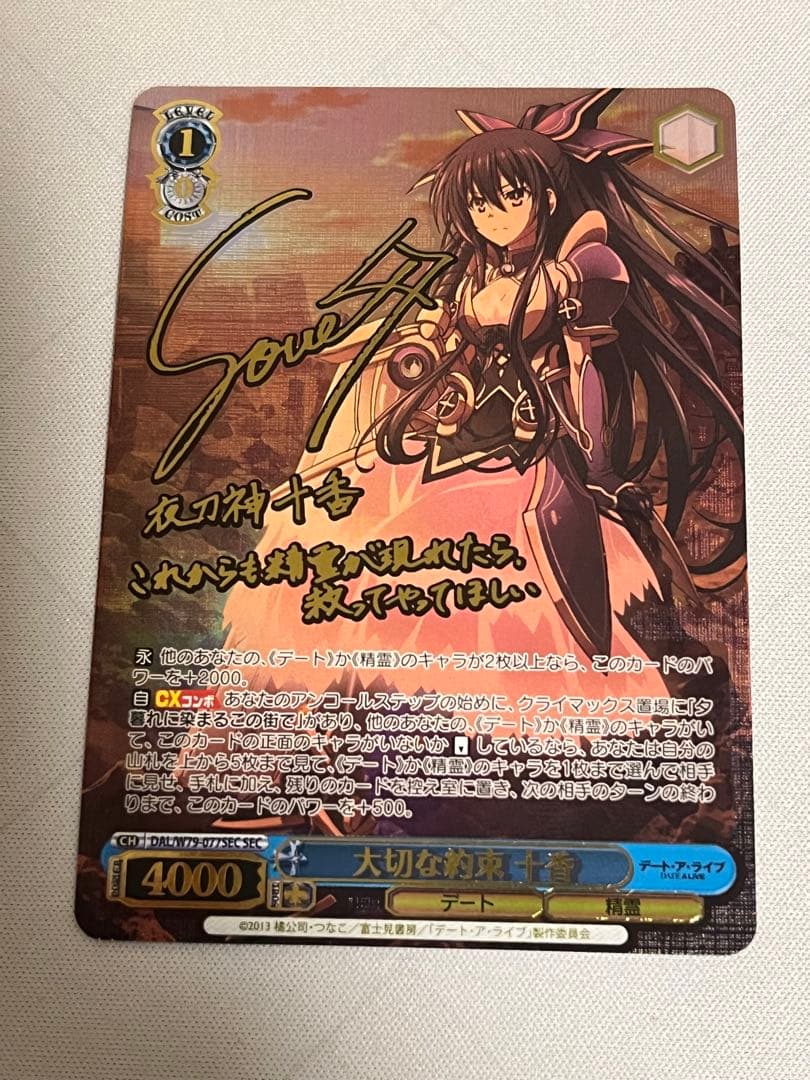 LEVEL
1
0
COST
夜刀神 十香
これからも精霊が現れたら、
救ってやってほしい
永 他のあなたの、《デート》か《精霊》のキャラが2枚以上なら、このカードのパ
ワーを+2000。
自 CXコンボ あなたのアンコールステップの始めに、クライマックス置場に「夕
暮れに染まるこの街で」があり、他のあなたの、《デート》か《精霊》のキャラがい
て、このカードの正面のキャラがいないか しているなら、あなたは自分の
山札を上から5枚まで見て、《デート》か《精霊》のキャラを1枚まで選んで相手
に見せ、手札に加え、残りのカードを控え室に置き、次の相手のターンの終わ
りまで、このカードのパワーを+500。
CH DAL/W79-077SEC SEC
POWER 4000 SOUL
大切な約束 十香
デート・ア・ライブ
DATE A LIVE
デート 精霊
©2013 橘公司・つなこ/富士見書房/「デート・ア・ライブ」製作委員会